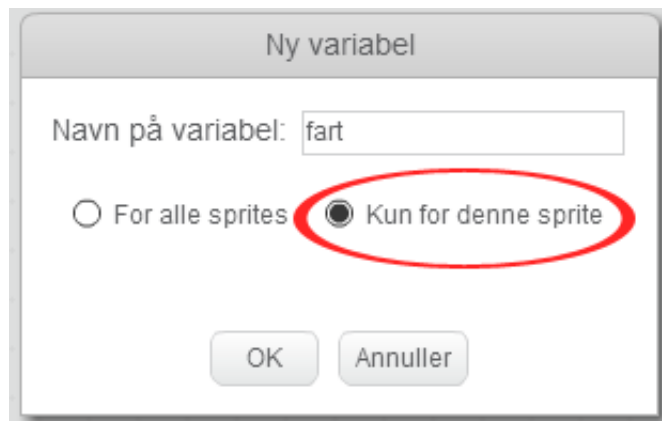 Ny variabel
Navn på variabel: fart
For alle sprites Kun for denne sprite
OK Annuller